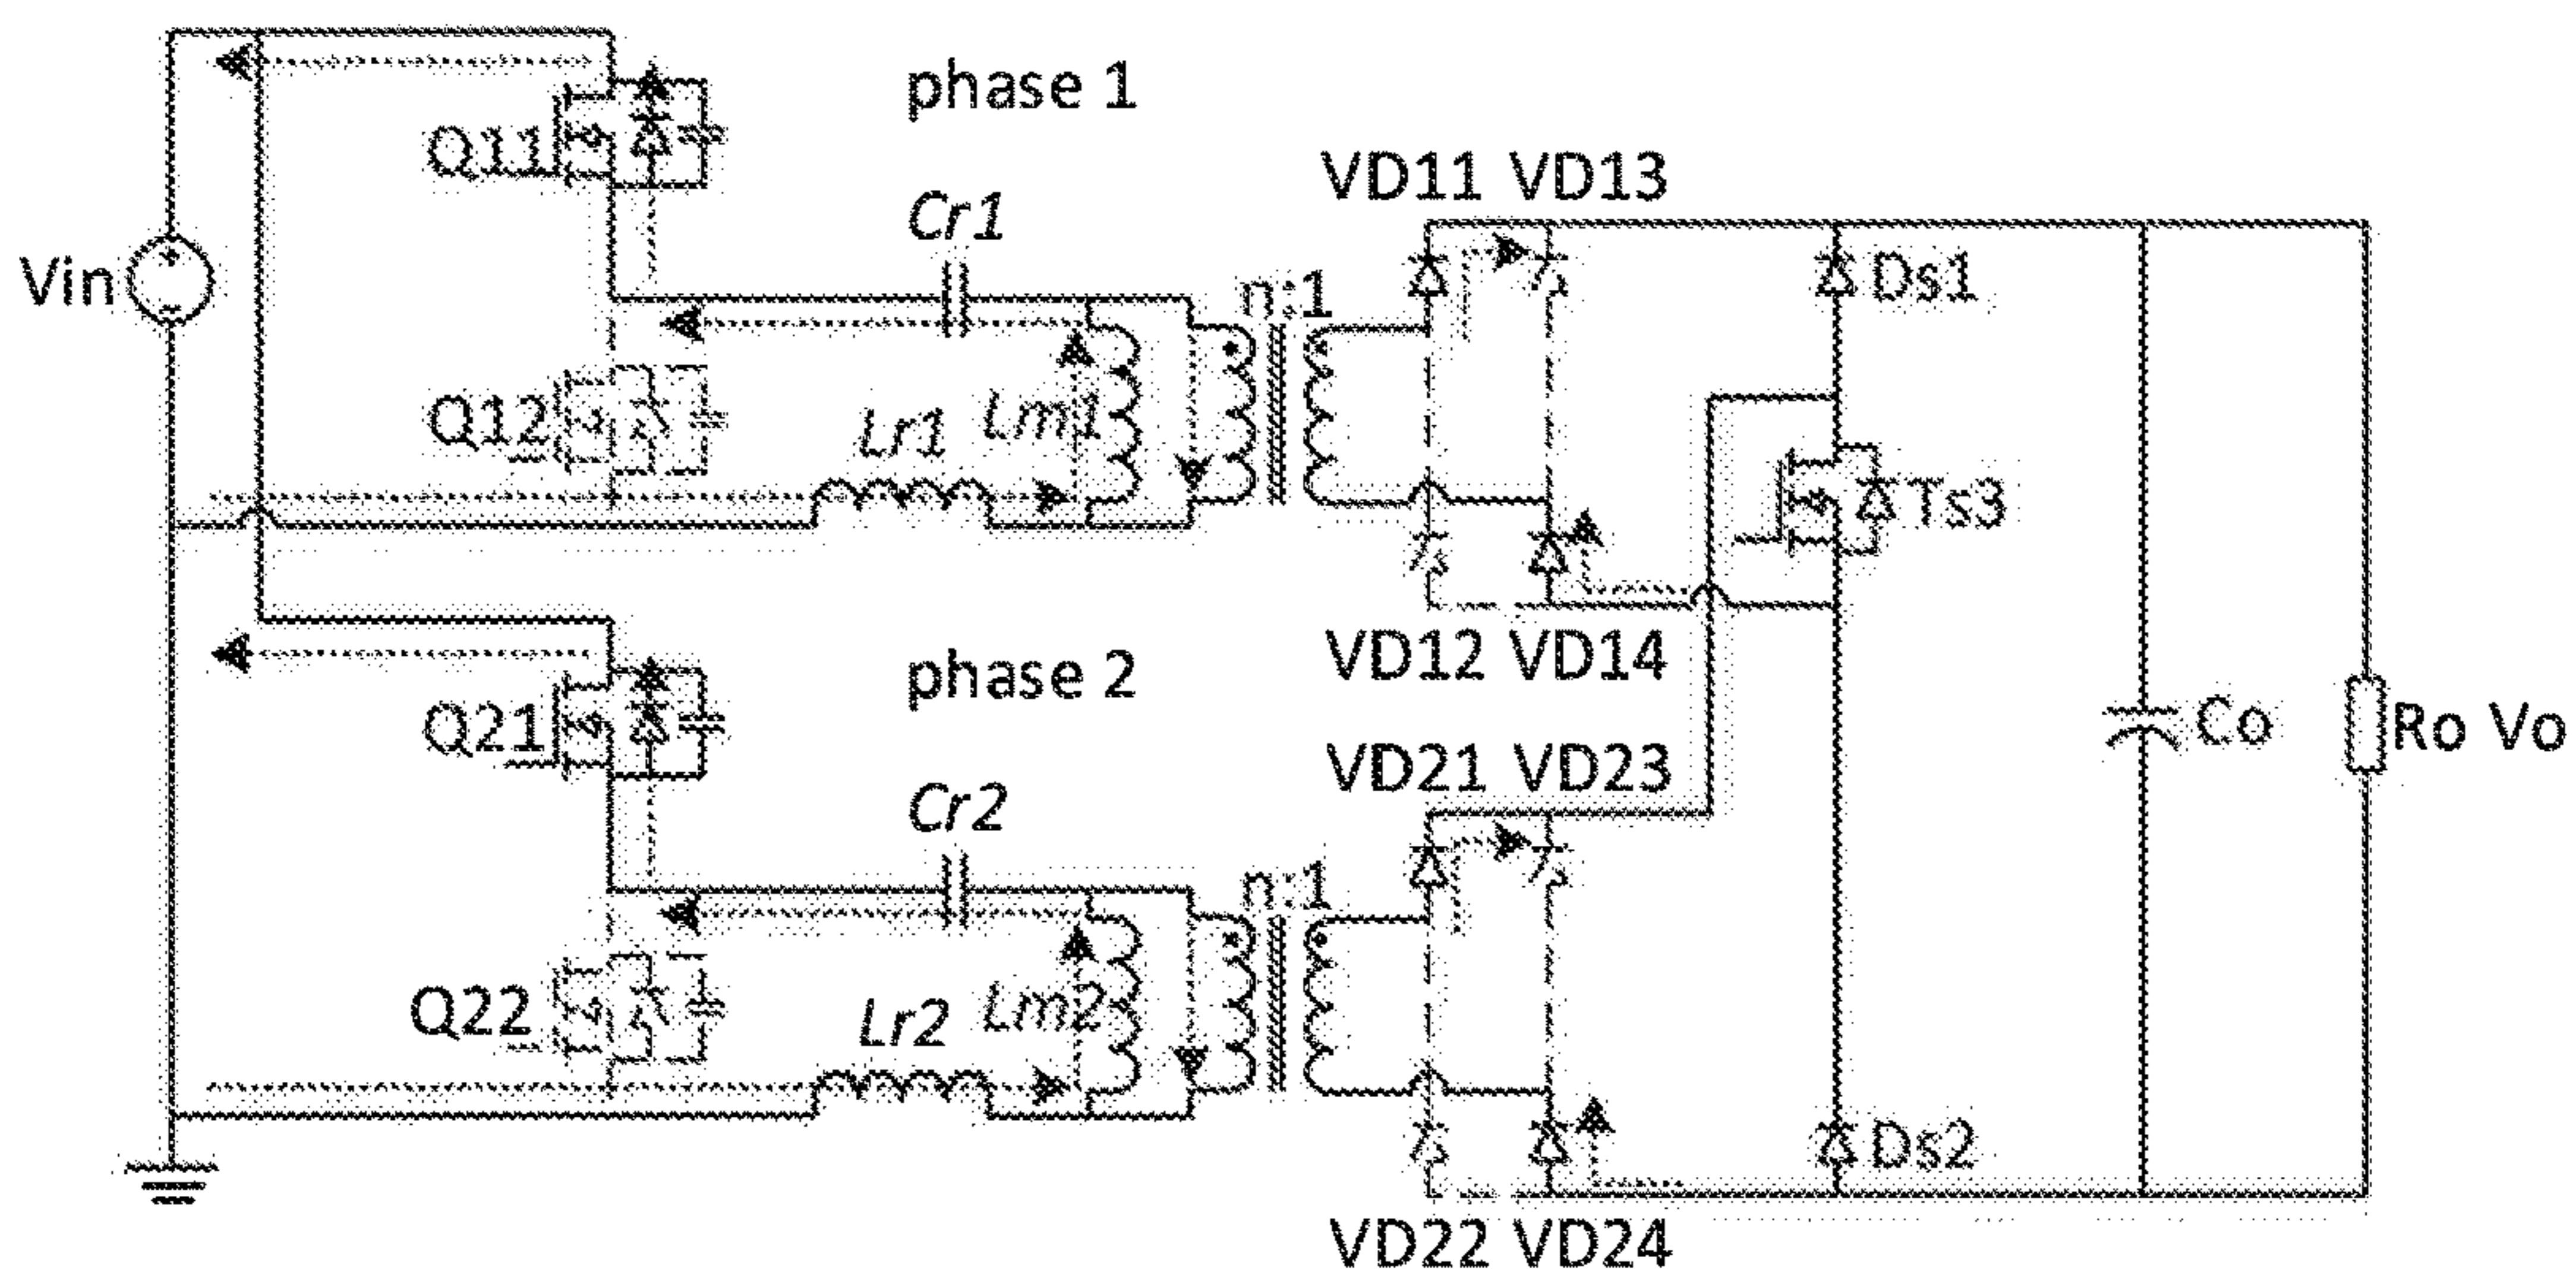 phase 1
Q11
VD11 VD13
Cr1
Vin
n:1
Ds1
Q12
Lr1
Lm1
Ts3
VD12 VD14
phase 2
Q21
VD21 VD23
Co
Ro Vo
Cr2
n:1
Q22
Lr2
Lm2
Ds2
VD22 VD24